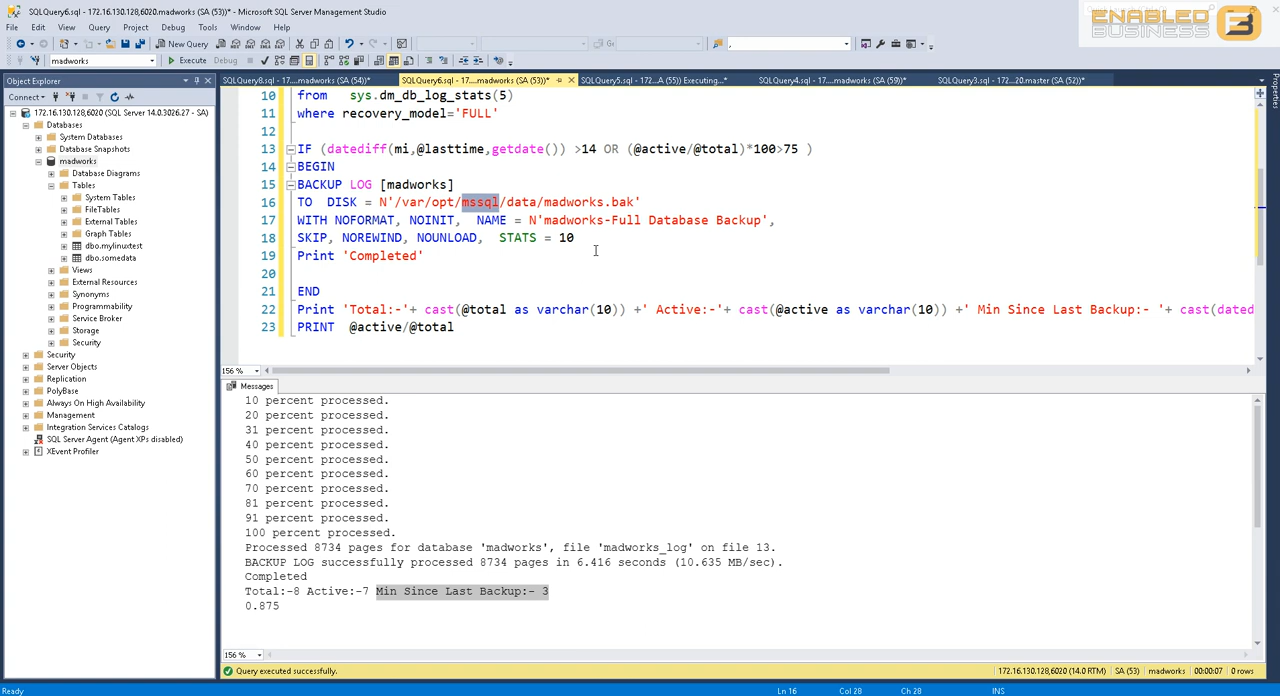 SQLQuery6.sql - 172.16.130.128,6020.madworks (SA (53))* - Microsoft SQL Server Management Studio
File Edit View Query Project Debug Tools Window Help
New Query
madworks Execute Debug
ENABLED
BUSINESS
Object Explorer
Connect
172.16.130.128,6020 (SQL Server 14.0.3026.27 - SA)
Databases
System Databases
Database Snapshots
madworks
Database Diagrams
Tables
System Tables
FileTables
External Tables
Graph Tables
dbo.mylinuxtest
dbo.somedata
Views
External Resources
Synonyms
Programmability
Service Broker
Storage
Security
Security
Server Objects
Replication
PolyBase
Always On High Availability
Management
Integration Services Catalogs
SQL Server Agent (Agent XPs disabled)
XEvent Profiler
SQLQuery8.sql - 17....madworks (SA (54))* SQLQuery6.sql - 17....madworks (SA (53))* SQLQuery5.sql - 17....A (55)) Executing...* SQLQuery4.sql - 17....madworks (SA (59))* SQLQuery3.sql - 17....20.master (SA (52))*
Properties
10 from sys.dm_db_log_stats(5)
11 where recovery_model='FULL'
12
13 IF (datediff(mi,@lasttime,getdate()) >14 OR (@active/@total)*100>75 )
14 BEGIN
15 BACKUP LOG [madworks]
16 TO DISK = N'/var/opt/mssql/data/madworks.bak'
17 WITH NOFORMAT, NOINIT, NAME = N'madworks-Full Database Backup',
18 SKIP, NOREWIND, NOUNLOAD, STATS = 10
19 Print 'Completed'
20
21 END
22 Print 'Total:-'+ cast(@total as varchar(10)) +' Active:-'+ cast(@active as varchar(10)) +' Min Since Last Backup:- '+ cast(dated
23 PRINT @active/@total
156 %
Messages
10 percent processed.
20 percent processed.
31 percent processed.
40 percent processed.
50 percent processed.
60 percent processed.
70 percent processed.
81 percent processed.
91 percent processed.
100 percent processed.
Processed 8734 pages for database 'madworks', file 'madworks_log' on file 13.
BACKUP LOG successfully processed 8734 pages in 6.416 seconds (10.635 MB/sec).
Completed
Total:-8 Active:-7 Min Since Last Backup:- 3
0.875
156 %
Query executed successfully. 172.16.130.128,6020 (14.0 RTM) SA (53) madworks 00:00:07 0 rows
Ready Ln 16 Col 28 Ch 28 INS